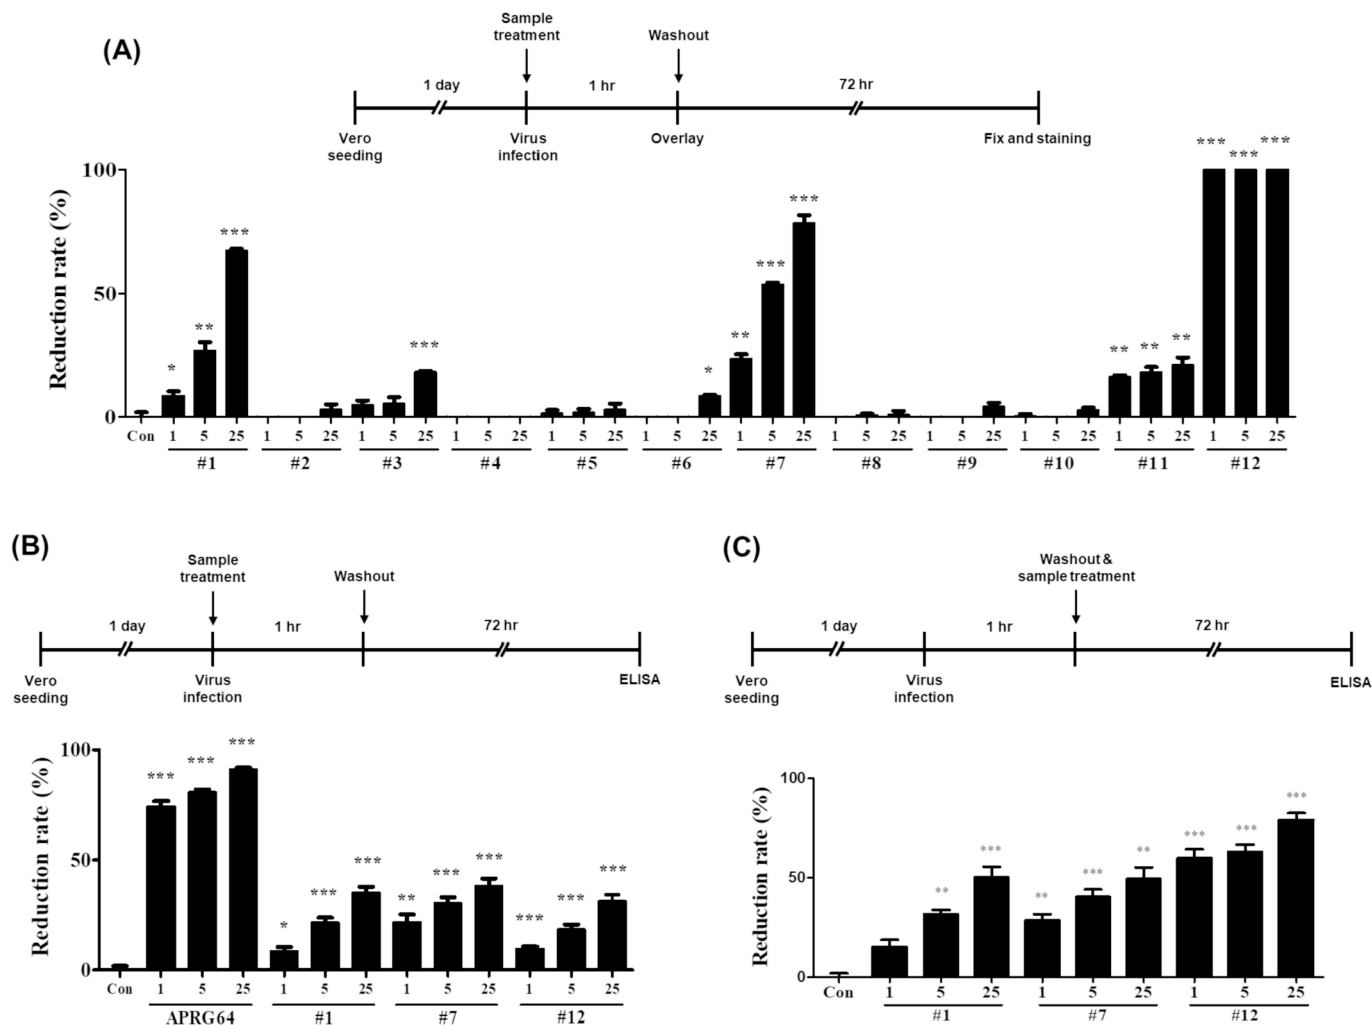 (A)
Sample
treatment
Washout
1 day
1 hr
72 hr
Vero
seeding
Virus
infection
Overlay
Fix and staining
Reduction rate (%)
100
50
0
* ** *** *** * ** *** *** ** ** ** *** *** ***
Con 1 5 25 1 5 25 1 5 25 1 5 25 1 5 25 1 5 25 1 5 25 1 5 25 1 5 25 1 5 25 1 5 25 1 5 25
#1 #2 #3 #4 #5 #6 #7 #8 #9 #10 #11 #12
(B)
Sample
treatment
Washout
1 day
1 hr
72 hr
Vero
seeding
Virus
infection
ELISA
Reduction rate (%)
100
50
0
*** *** *** * *** *** ** *** *** *** *** ***
Con 1 5 25 1 5 25 1 5 25 1 5 25
APRG64 #1 #7 #12
(C)
Washout &
sample treatment
1 day
1 hr
72 hr
Vero
seeding
Virus
infection
ELISA
Reduction rate (%)
100
50
0
** *** ** *** ** *** *** ***
Con 1 5 25 1 5 25 1 5 25
#1 #7 #12